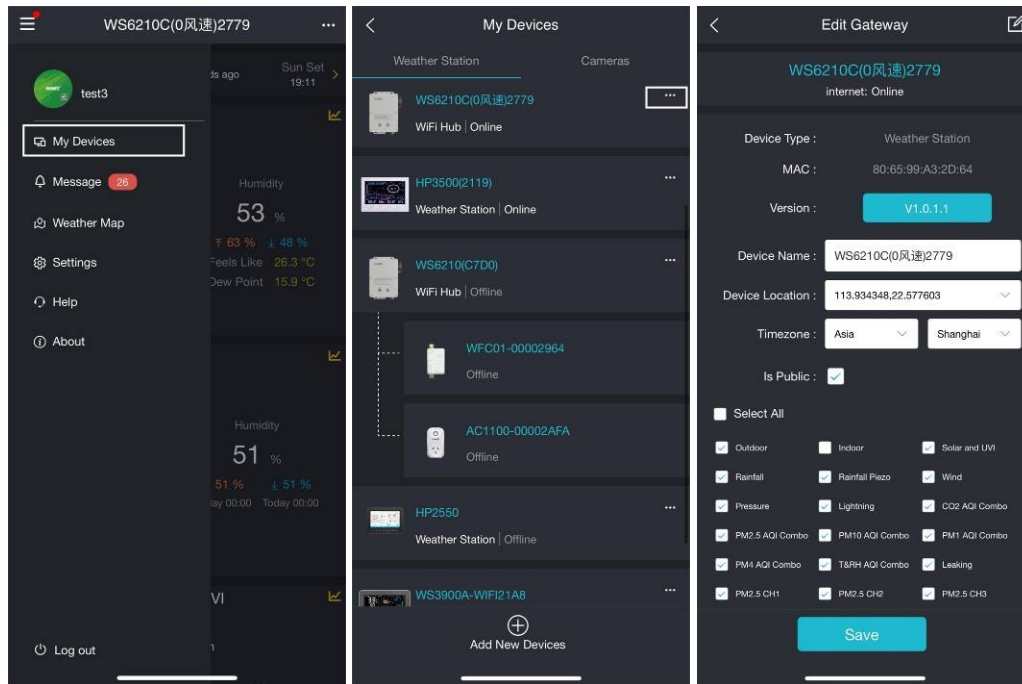 WS6210C(0风速)2779
ds ago
Sun Set
19:11
test3
My Devices
Message 26
Humidity
53 %
63 % 48 %
Feels Like 26.3 °C
Dew Point 15.9 °C
Weather Map
Settings
Help
About
Humidity
51 %
51 % 51 %
Today 00:00
VI
Log out
My Devices
Weather Station Cameras
WS6210C(0风速)2779
WiFi Hub | Online
HP3500(2119)
Weather Station | Online
WS6210(C7D0)
WiFi Hub | Offline
WFC01-00002964
Offline
AC1100-00002AFA
Offline
HP2550
Weather Station | Offline
WS3900A-WIFI21A8
Add New Devices
Edit Gateway
WS6210C(0风速)2779
internet: Online
Device Type : Weather Station
MAC : 80:65:99:A3:2D:64
Version : V1.0.1.1
Device Name : WS6210C(0风速)2779
Device Location : 113.934348,22.577603
Timezone : Asia Shanghai
Is Public :
Select All
Outdoor Indoor Solar and UVI
Rainfall Rainfall Piezo Wind
Pressure Lightning CO2 AQI Combo
PM2.5 AQI Combo PM10 AQI Combo PM1 AQI Combo
PM4 AQI Combo T&RH AQI Combo Leaking
PM2.5 CH1 PM2.5 CH2 PM2.5 CH3
Save